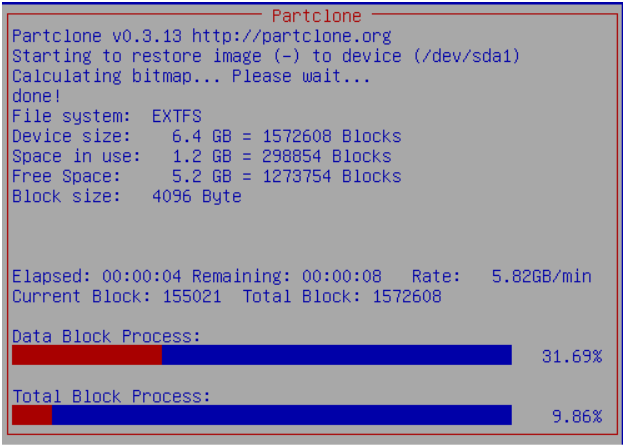 Partclone
Partclone v0.3.13 http://partclone.org
Starting to restore image (-) to device (/dev/sda1)
Calculating bitmap... Please wait...
done!
File system:  EXTFS
Device size:    6.4 GB = 1572608 Blocks
Space in use:   1.2 GB = 298854 Blocks
Free Space:     5.2 GB = 1273754 Blocks
Block size:   4096 Byte
Elapsed: 00:00:04 Remaining: 00:00:08   Rate:   5.82GB/min
Current Block: 155021  Total Block: 1572608
Data Block Process:
31.69%
Total Block Process:
9.86%